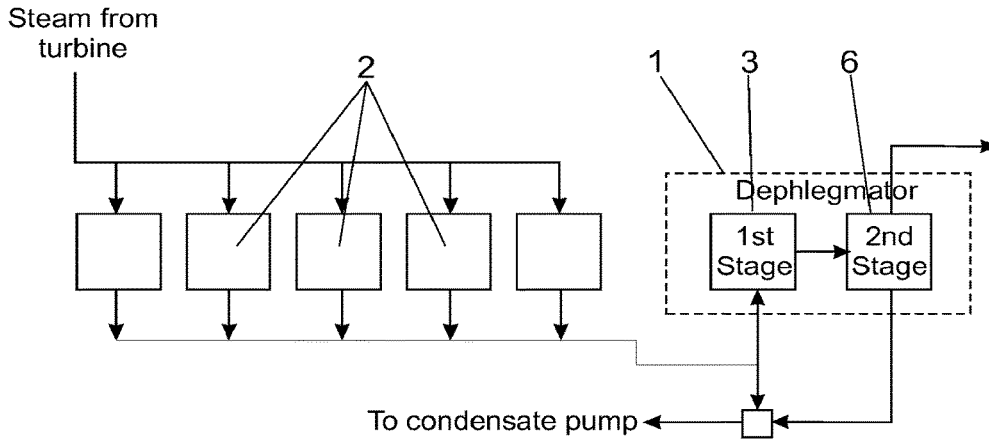 Steam from
turbine
2
1
3
6
Dephlegmator
1st
Stage
2nd
Stage
To condensate pump